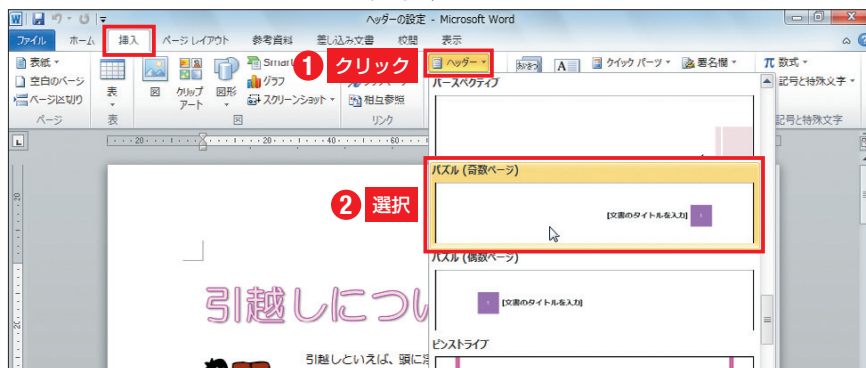 ヘッダーの設定 - Microsoft Word
ファイル ホーム 挿入 ページ レイアウト 参考資料 差し込み文書 校閲 表示
表紙
空白のページ
ページ区切り
ページ
表
表
図
クリップアート
図形
SmartArt
グラフ
スクリーンショット
図
相互参照
リンク
1 クリック
ヘッダー
クイック パーツ
署名欄
π 数式
記号と特殊文字
記号と特殊文字
パースペクティブ
20 20 40 60
パズル (奇数ページ)
2 選択
[文書のタイトルを入力]
パズル (偶数ページ)
[文書のタイトルを入力]
ピンストライプ
引越しについ
引越しといえば、頭に